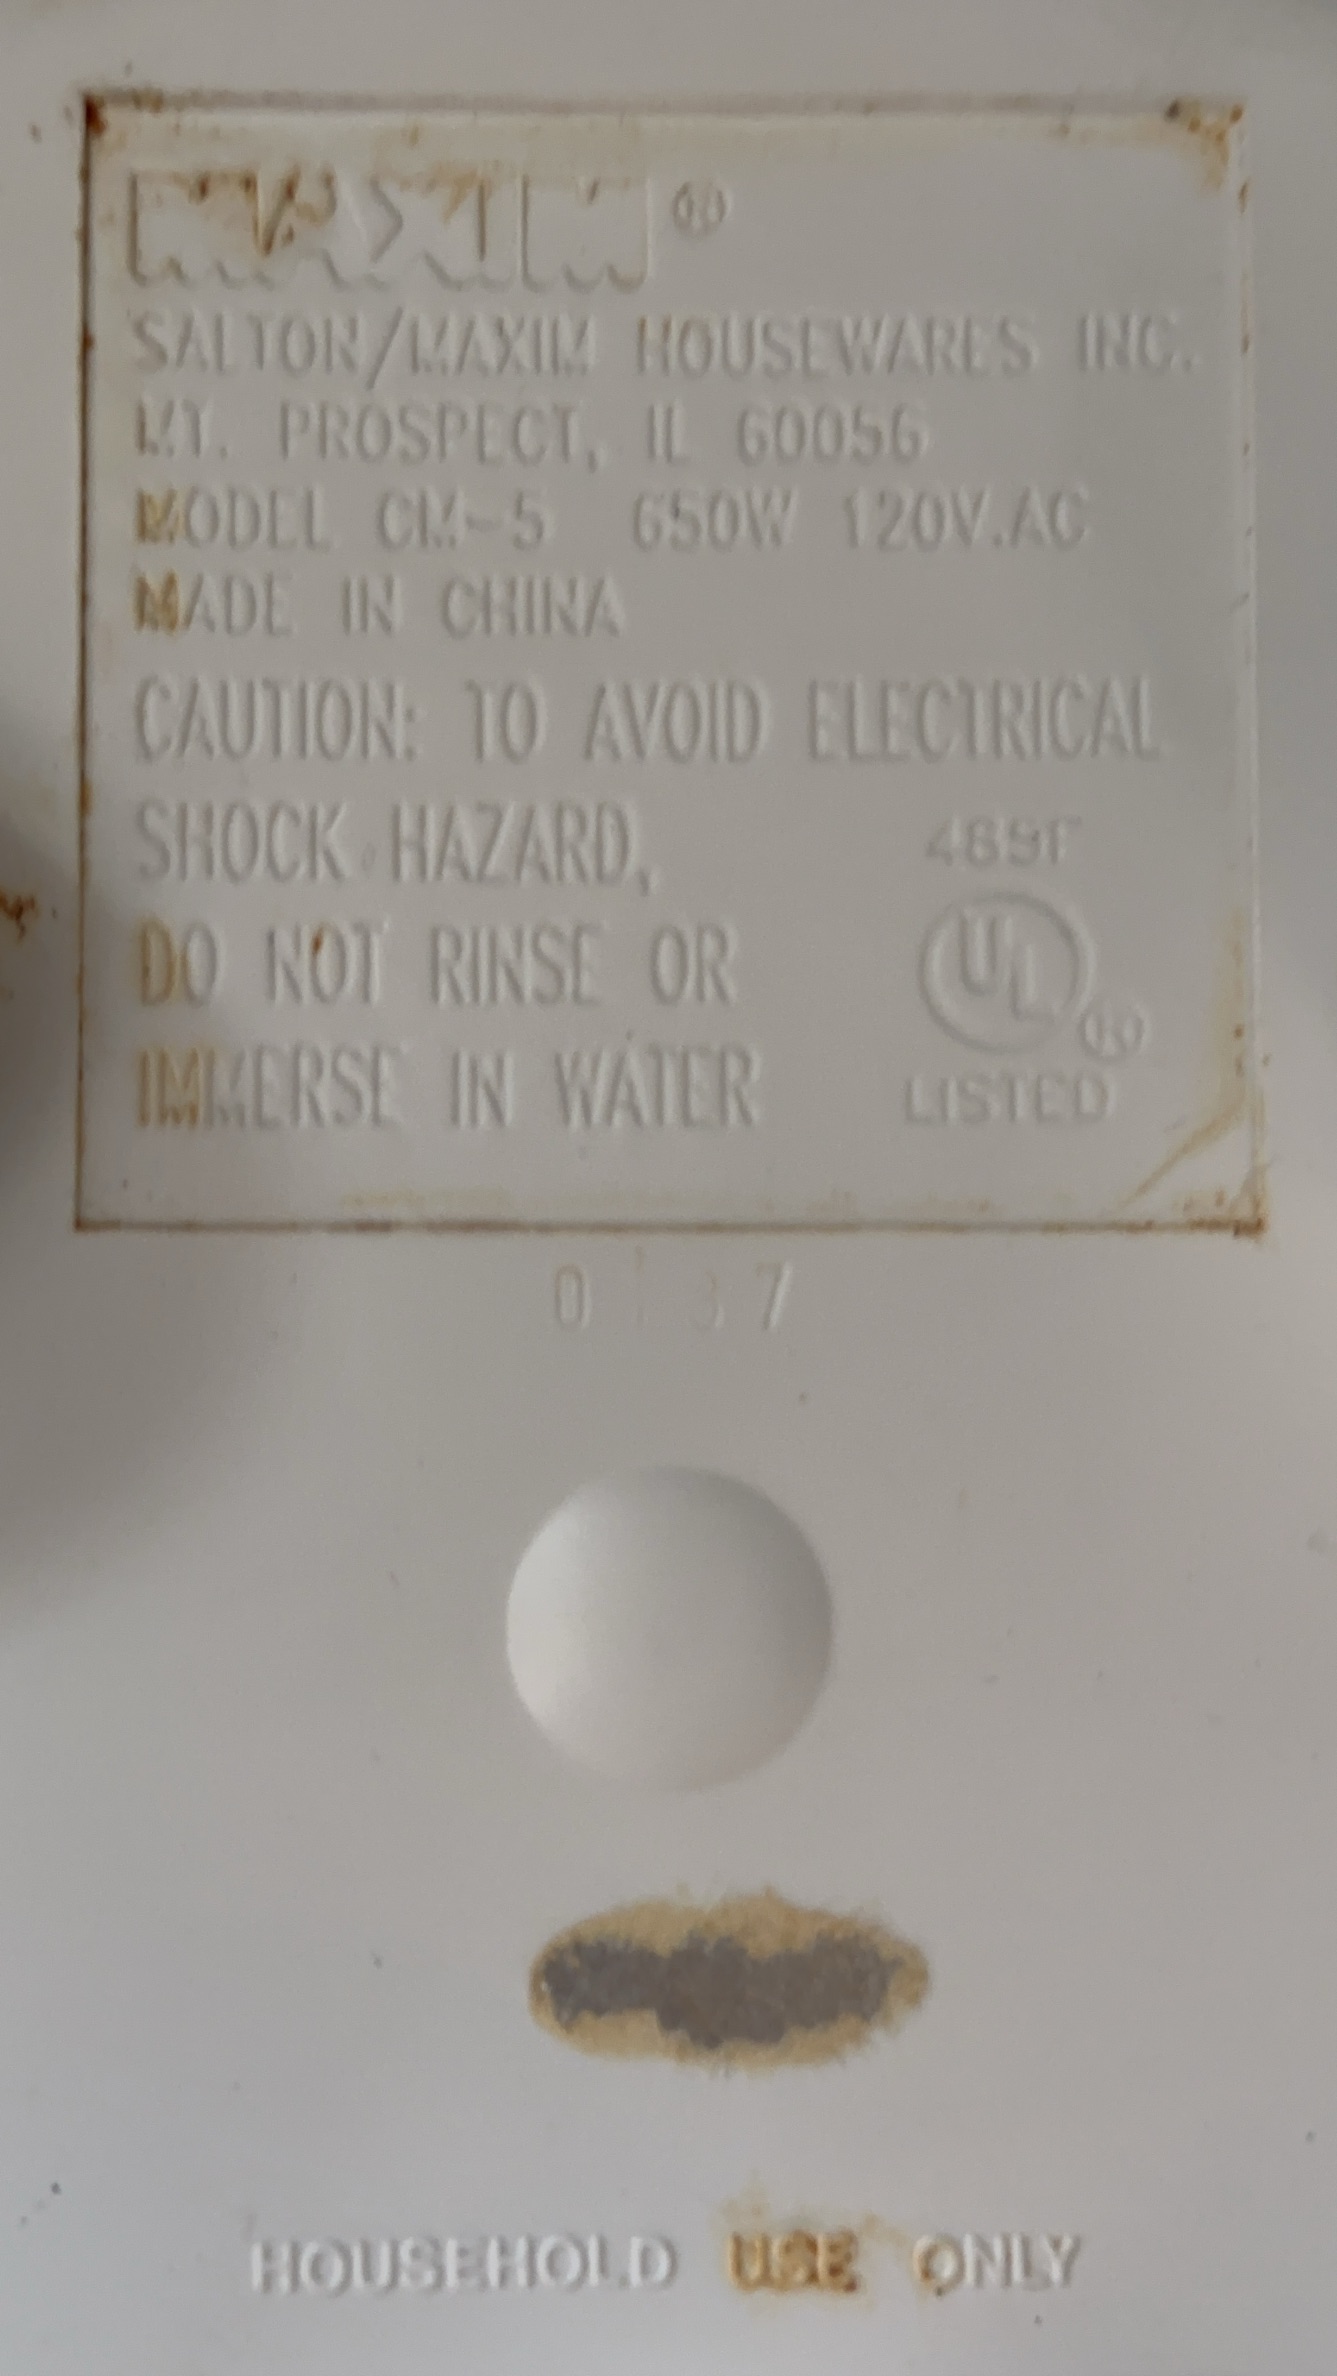 MAXIM®
SALTON/MAXIM HOUSEWARES INC.
MT. PROSPECT, IL 60056
MODEL CM-5 650W 120V.AC
MADE IN CHINA
CAUTION: TO AVOID ELECTRICAL
SHOCK HAZARD,
DO NOT RINSE OR
IMMERSE IN WATER
469F
UL®
LISTED
HOUSEHOLD USE ONLY